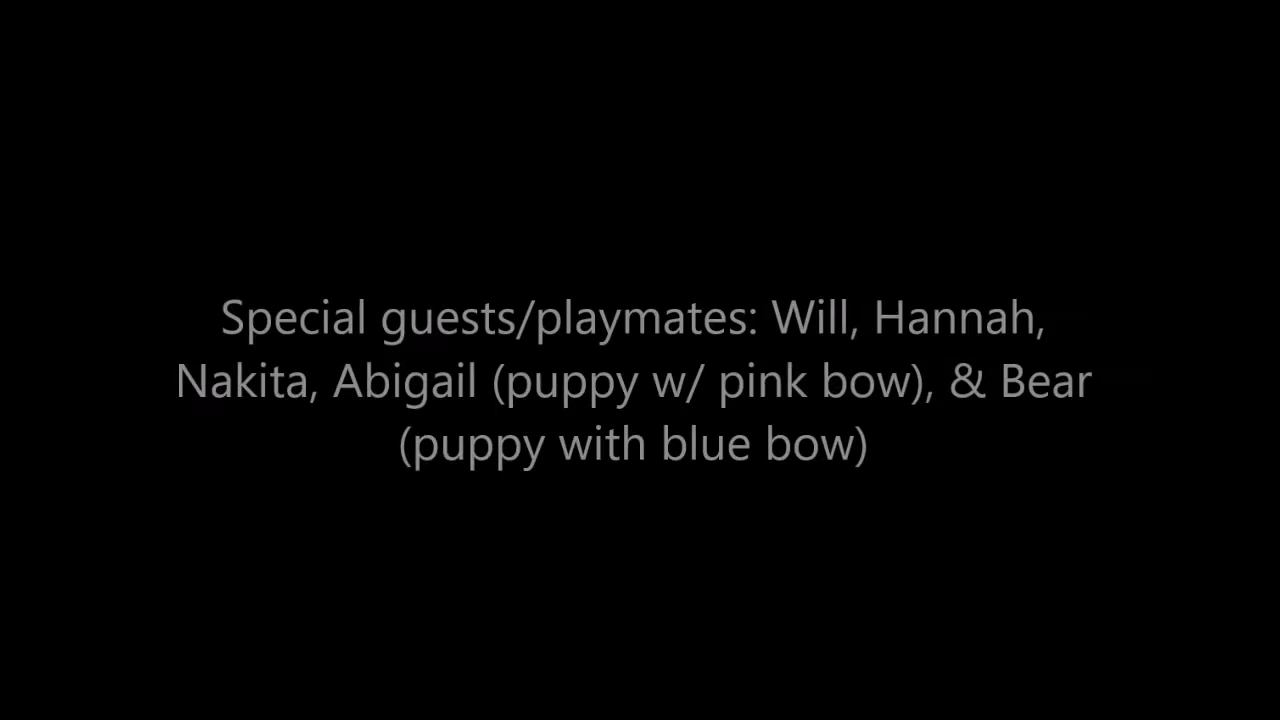 Special guests/playmates: Will, Hannah,
Nakita, Abigail (puppy w/ pink bow), & Bear
(puppy with blue bow)